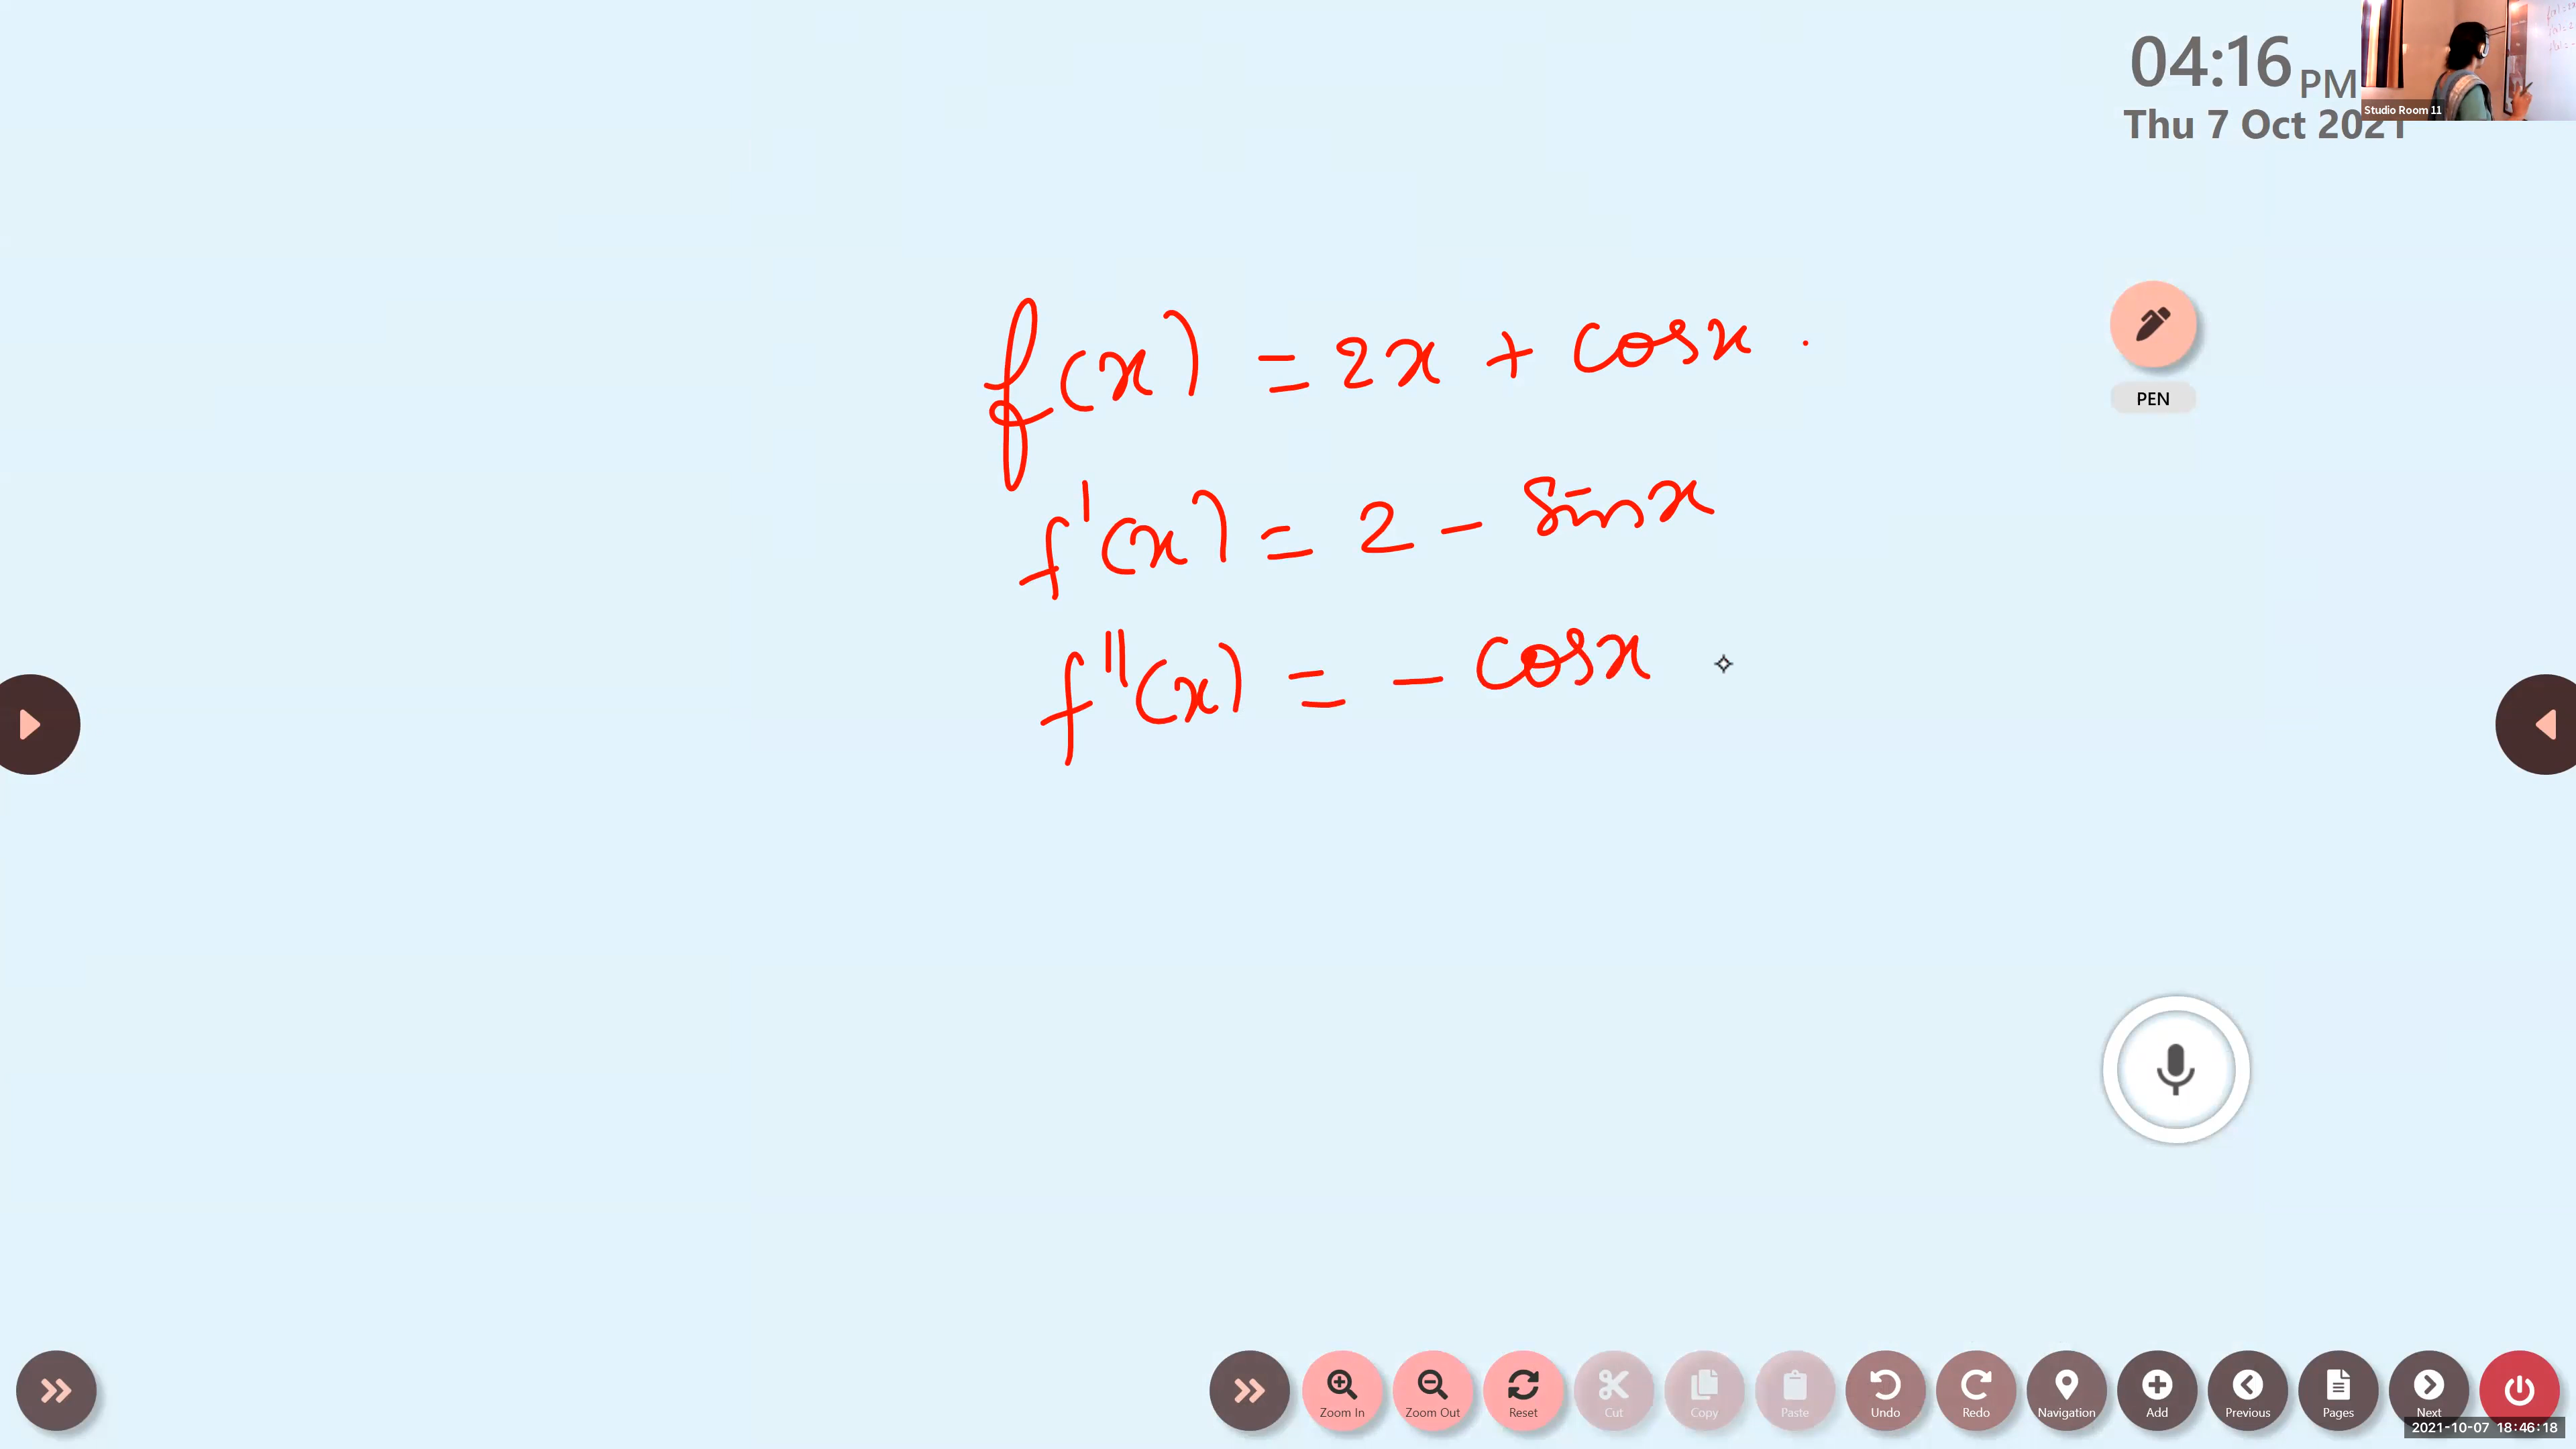 04:16 PM
Thu 7 Oct 2021
Studio Room 11
f(x) = 2x + cosx .
PEN
f'(x) = 2 - sinx
f''(x) = - cosx
Zoom In
Zoom Out
Reset
Cut
Copy
Paste
Undo
Redo
Navigation
Add
Previous
Pages
Next
2021-10-07 18:46:18